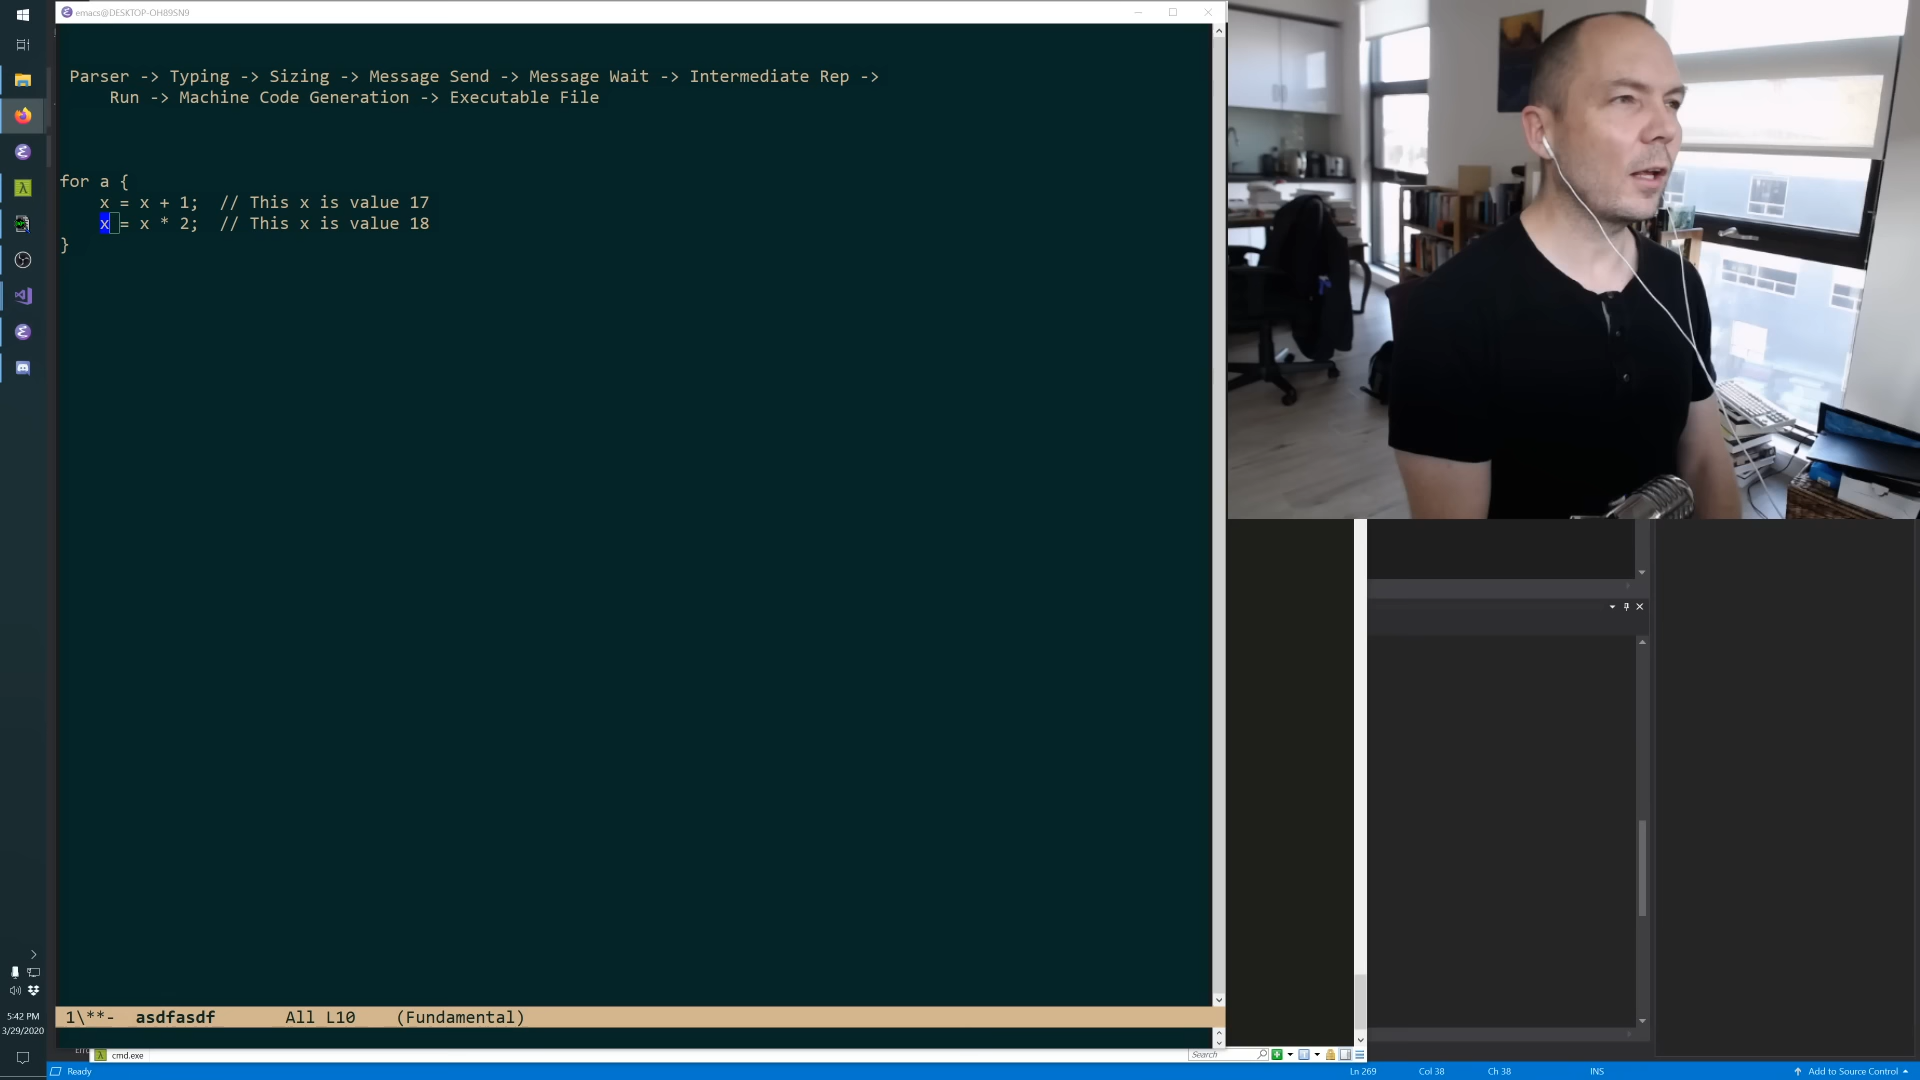 emacs@DESKTOP-OH89SN9
Parser -> Typing -> Sizing -> Message Send -> Message Wait -> Intermediate Rep ->
Run -> Machine Code Generation -> Executable File
for a {
x = x + 1;  // This x is value 17
x = x * 2;  // This x is value 18
}
1\**-  asdfasdf       All L10    (Fundamental)
5:42 PM
3/29/2020
cmd.exe
Search
Ready
Ln 269
Col 38
Ch 38
INS
Add to Source Control